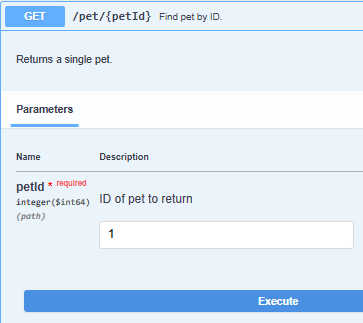 GET /pet/{petId} Find pet by ID.
Returns a single pet.
Parameters
Name Description
petId * required
integer($int64)
(path)
ID of pet to return
1
Execute